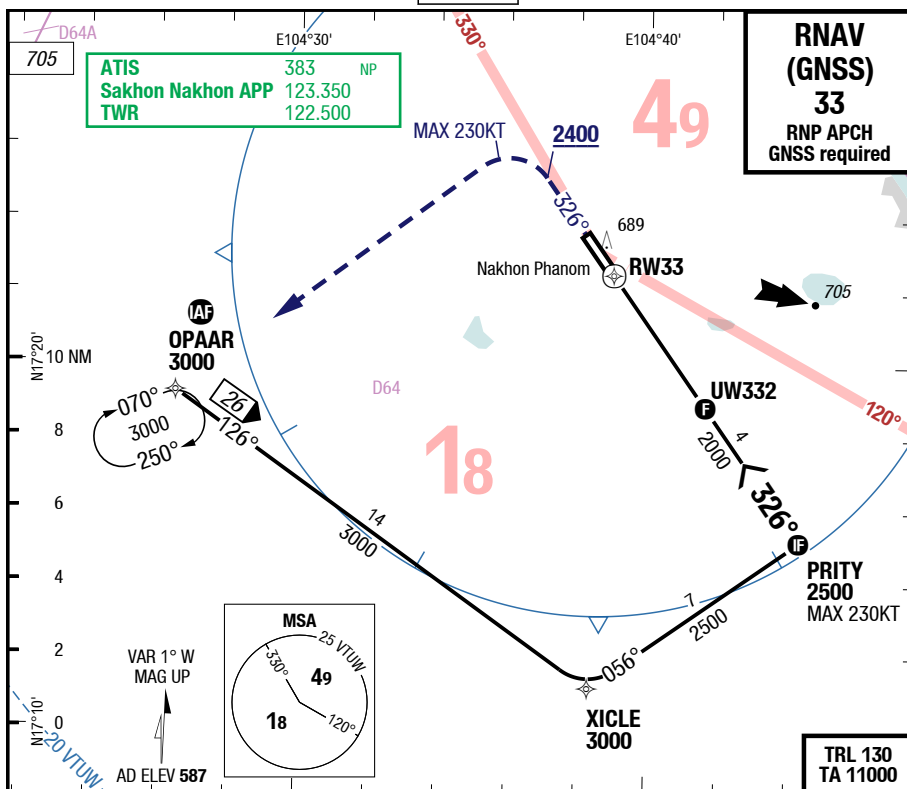 D64A
705
E104°30'
E104°40'
330°
ATIS 383 NP
Sakhon Nakhon APP 123.350
TWR 122.500
RNAV
(GNSS)
33
RNP APCH
GNSS required
49
MAX 230KT
2400
326°
689
Nakhon Phanom
RW33
705
IAF
OPAAR
3000
N17°20'
10 NM
070°
3000
250°
26
126°
D64
UW332
F
120°
8
18
4
2000
326°
6
14
3000
IF
PRITY
2500
MAX 230KT
4
7
2500
MSA
25 VTUW
330°
49
18
120°
2
VAR 1° W
MAG UP
056°
XICLE
3000
N17°10'
0
20 VTUW
AD ELEV 587
TRL 130
TA 11000